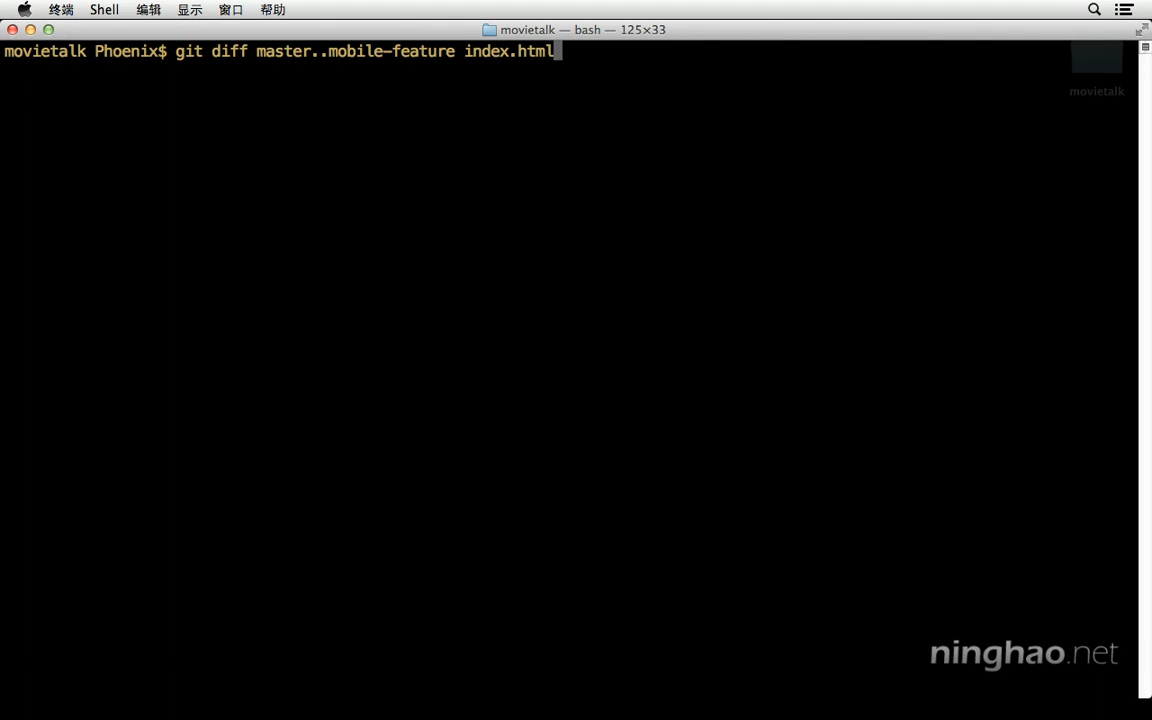 终端 Shell 编辑 显示 窗口 帮助
movietalk — bash — 125×33
movietalk Phoenix$ git diff master..mobile-feature index.html
movietalk
ninghao.net